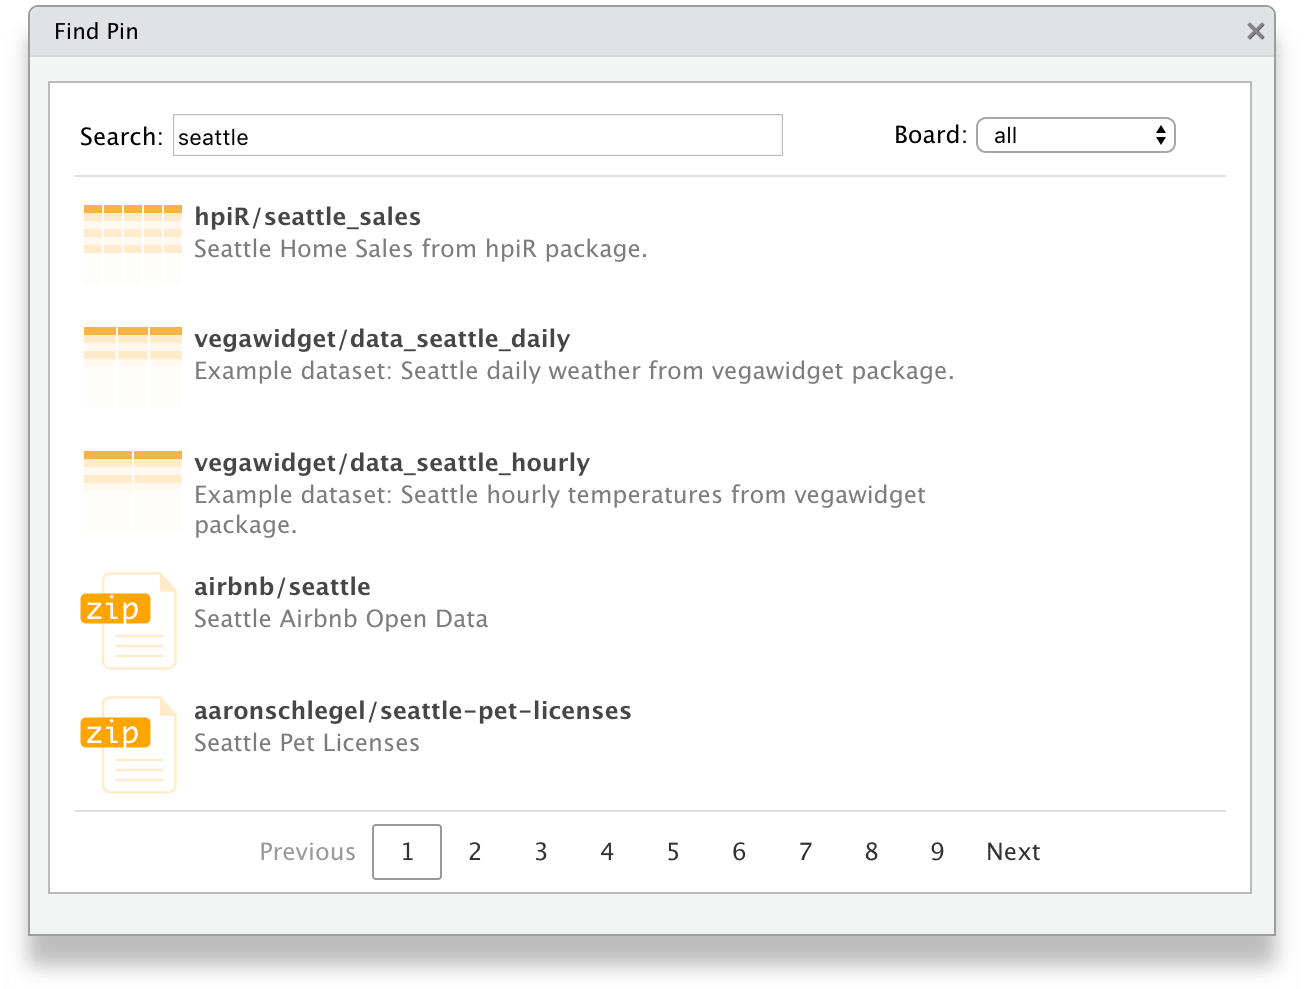 Find Pin
Search: seattle
Board: all
hpiR/seattle_sales
Seattle Home Sales from hpiR package.
vegawidget/data_seattle_daily
Example dataset: Seattle daily weather from vegawidget package.
vegawidget/data_seattle_hourly
Example dataset: Seattle hourly temperatures from vegawidget
package.
zip
airbnb/seattle
Seattle Airbnb Open Data
zip
aaronschlegel/seattle-pet-licenses
Seattle Pet Licenses
Previous 1 2 3 4 5 6 7 8 9 Next